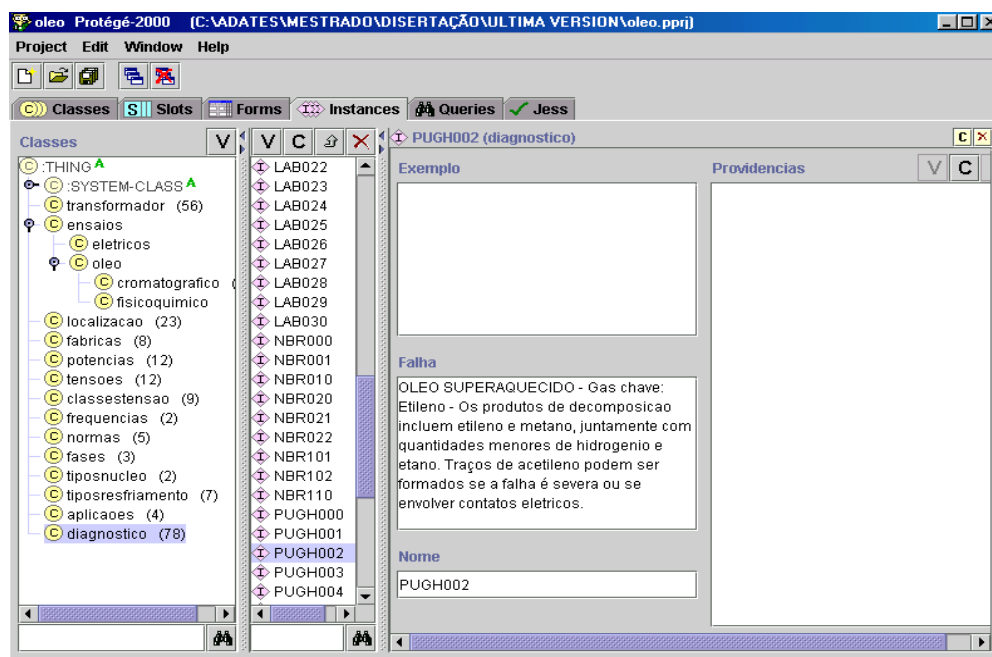 oleo Protégé-2000 (C:\ADATES\MESTRADO\DISERTAÇÃO\ULTIMA VERSION\oleo.pprj)
Project Edit Window Help
C Classes S Slots Forms I Instances Queries Jess
Classes V
:THING A
:SYSTEM-CLASS A
transformador (56)
ensaios
eletricos
oleo
cromatografico (
fisicoquimico
localizacao (23)
fabricas (8)
potencias (12)
tensoes (12)
classestensao (9)
frequencias (2)
normas (5)
fases (3)
tiposnucleo (2)
tiposresfriamento (7)
aplicaoes (4)
diagnostico (78)
V C
LAB022
LAB023
LAB024
LAB025
LAB026
LAB027
LAB028
LAB029
LAB030
NBR000
NBR001
NBR010
NBR020
NBR021
NBR022
NBR101
NBR102
NBR110
PUGH000
PUGH001
PUGH002
PUGH003
PUGH004
PUGH002 (diagnostico) C
Exemplo
Falha
OLEO SUPERAQUECIDO - Gas chave:
Etileno - Os produtos de decomposicao
incluem etileno e metano, juntamente com
quantidades menores de hidrogenio e
etano. Traços de acetileno podem ser
formados se a falha é severa ou se
envolver contatos eletricos.
Nome
PUGH002
Providencias V C